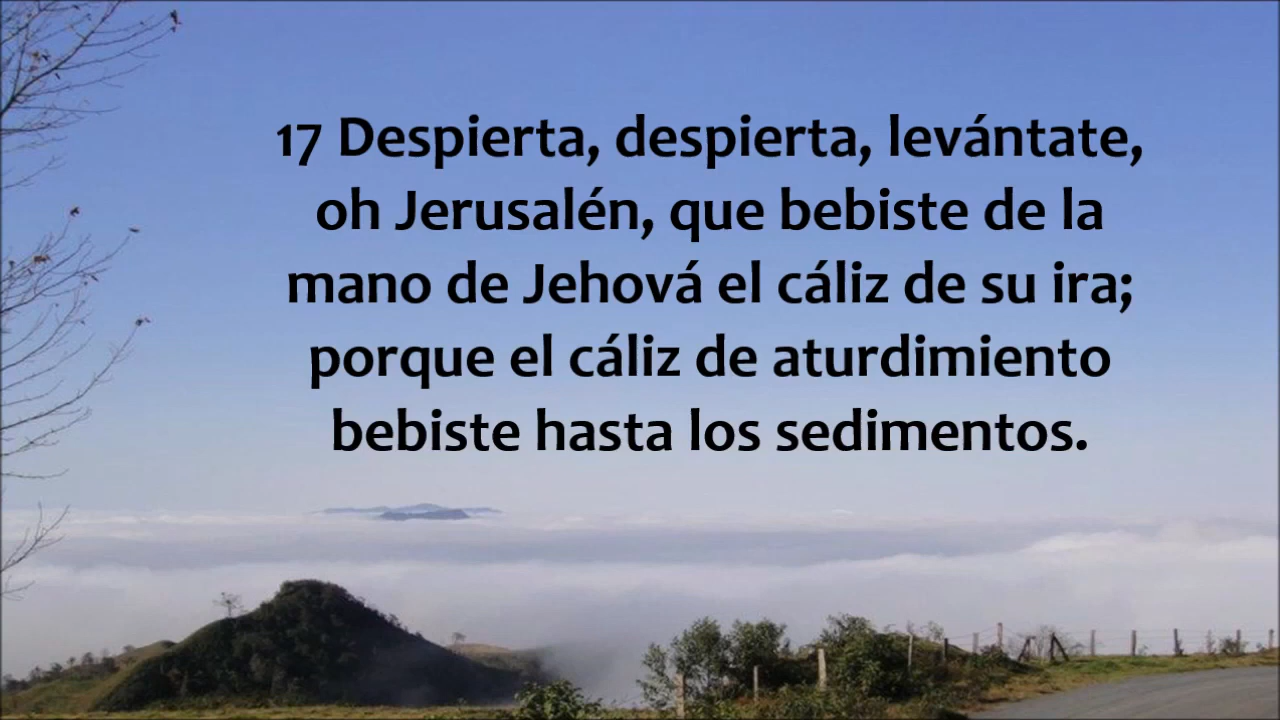 17 Despierta, despierta, levántate,
oh Jerusalén, que bebiste de la
mano de Jehová el cáliz de su ira;
porque el cáliz de aturdimiento
bebiste hasta los sedimentos.